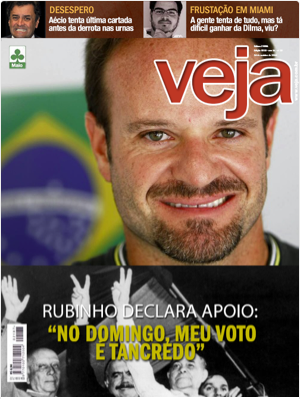 DESESPERO
Aécio tenta última cartada
antes da derrota nas urnas
FRUSTAÇÃO EM MIAMI
A gente tenta de tudo, mas tá
difícil ganhar da Dilma, viu?
Maio
veja
RUBINHO DECLARA APOIO:
“NO DOMINGO, MEU VOTO
É TANCREDO”